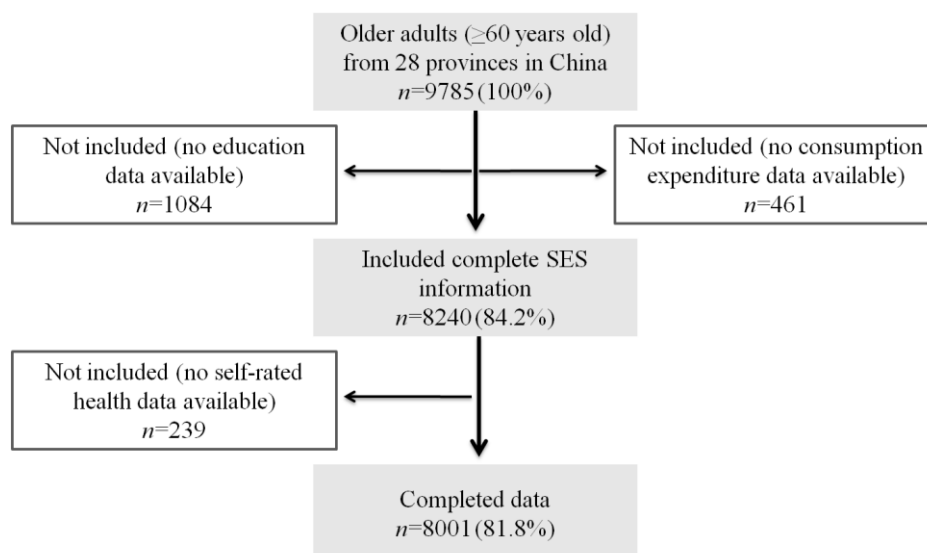 Older adults (≥60 years old)
from 28 provinces in China
n=9785(100%)
Not included (no education
data available)
n=1084
Not included (no consumption
expenditure data available)
n=461
Included complete SES
information
n=8240(84.2%)
Not included (no self-rated
health data available)
n=239
Completed data
n=8001(81.8%)